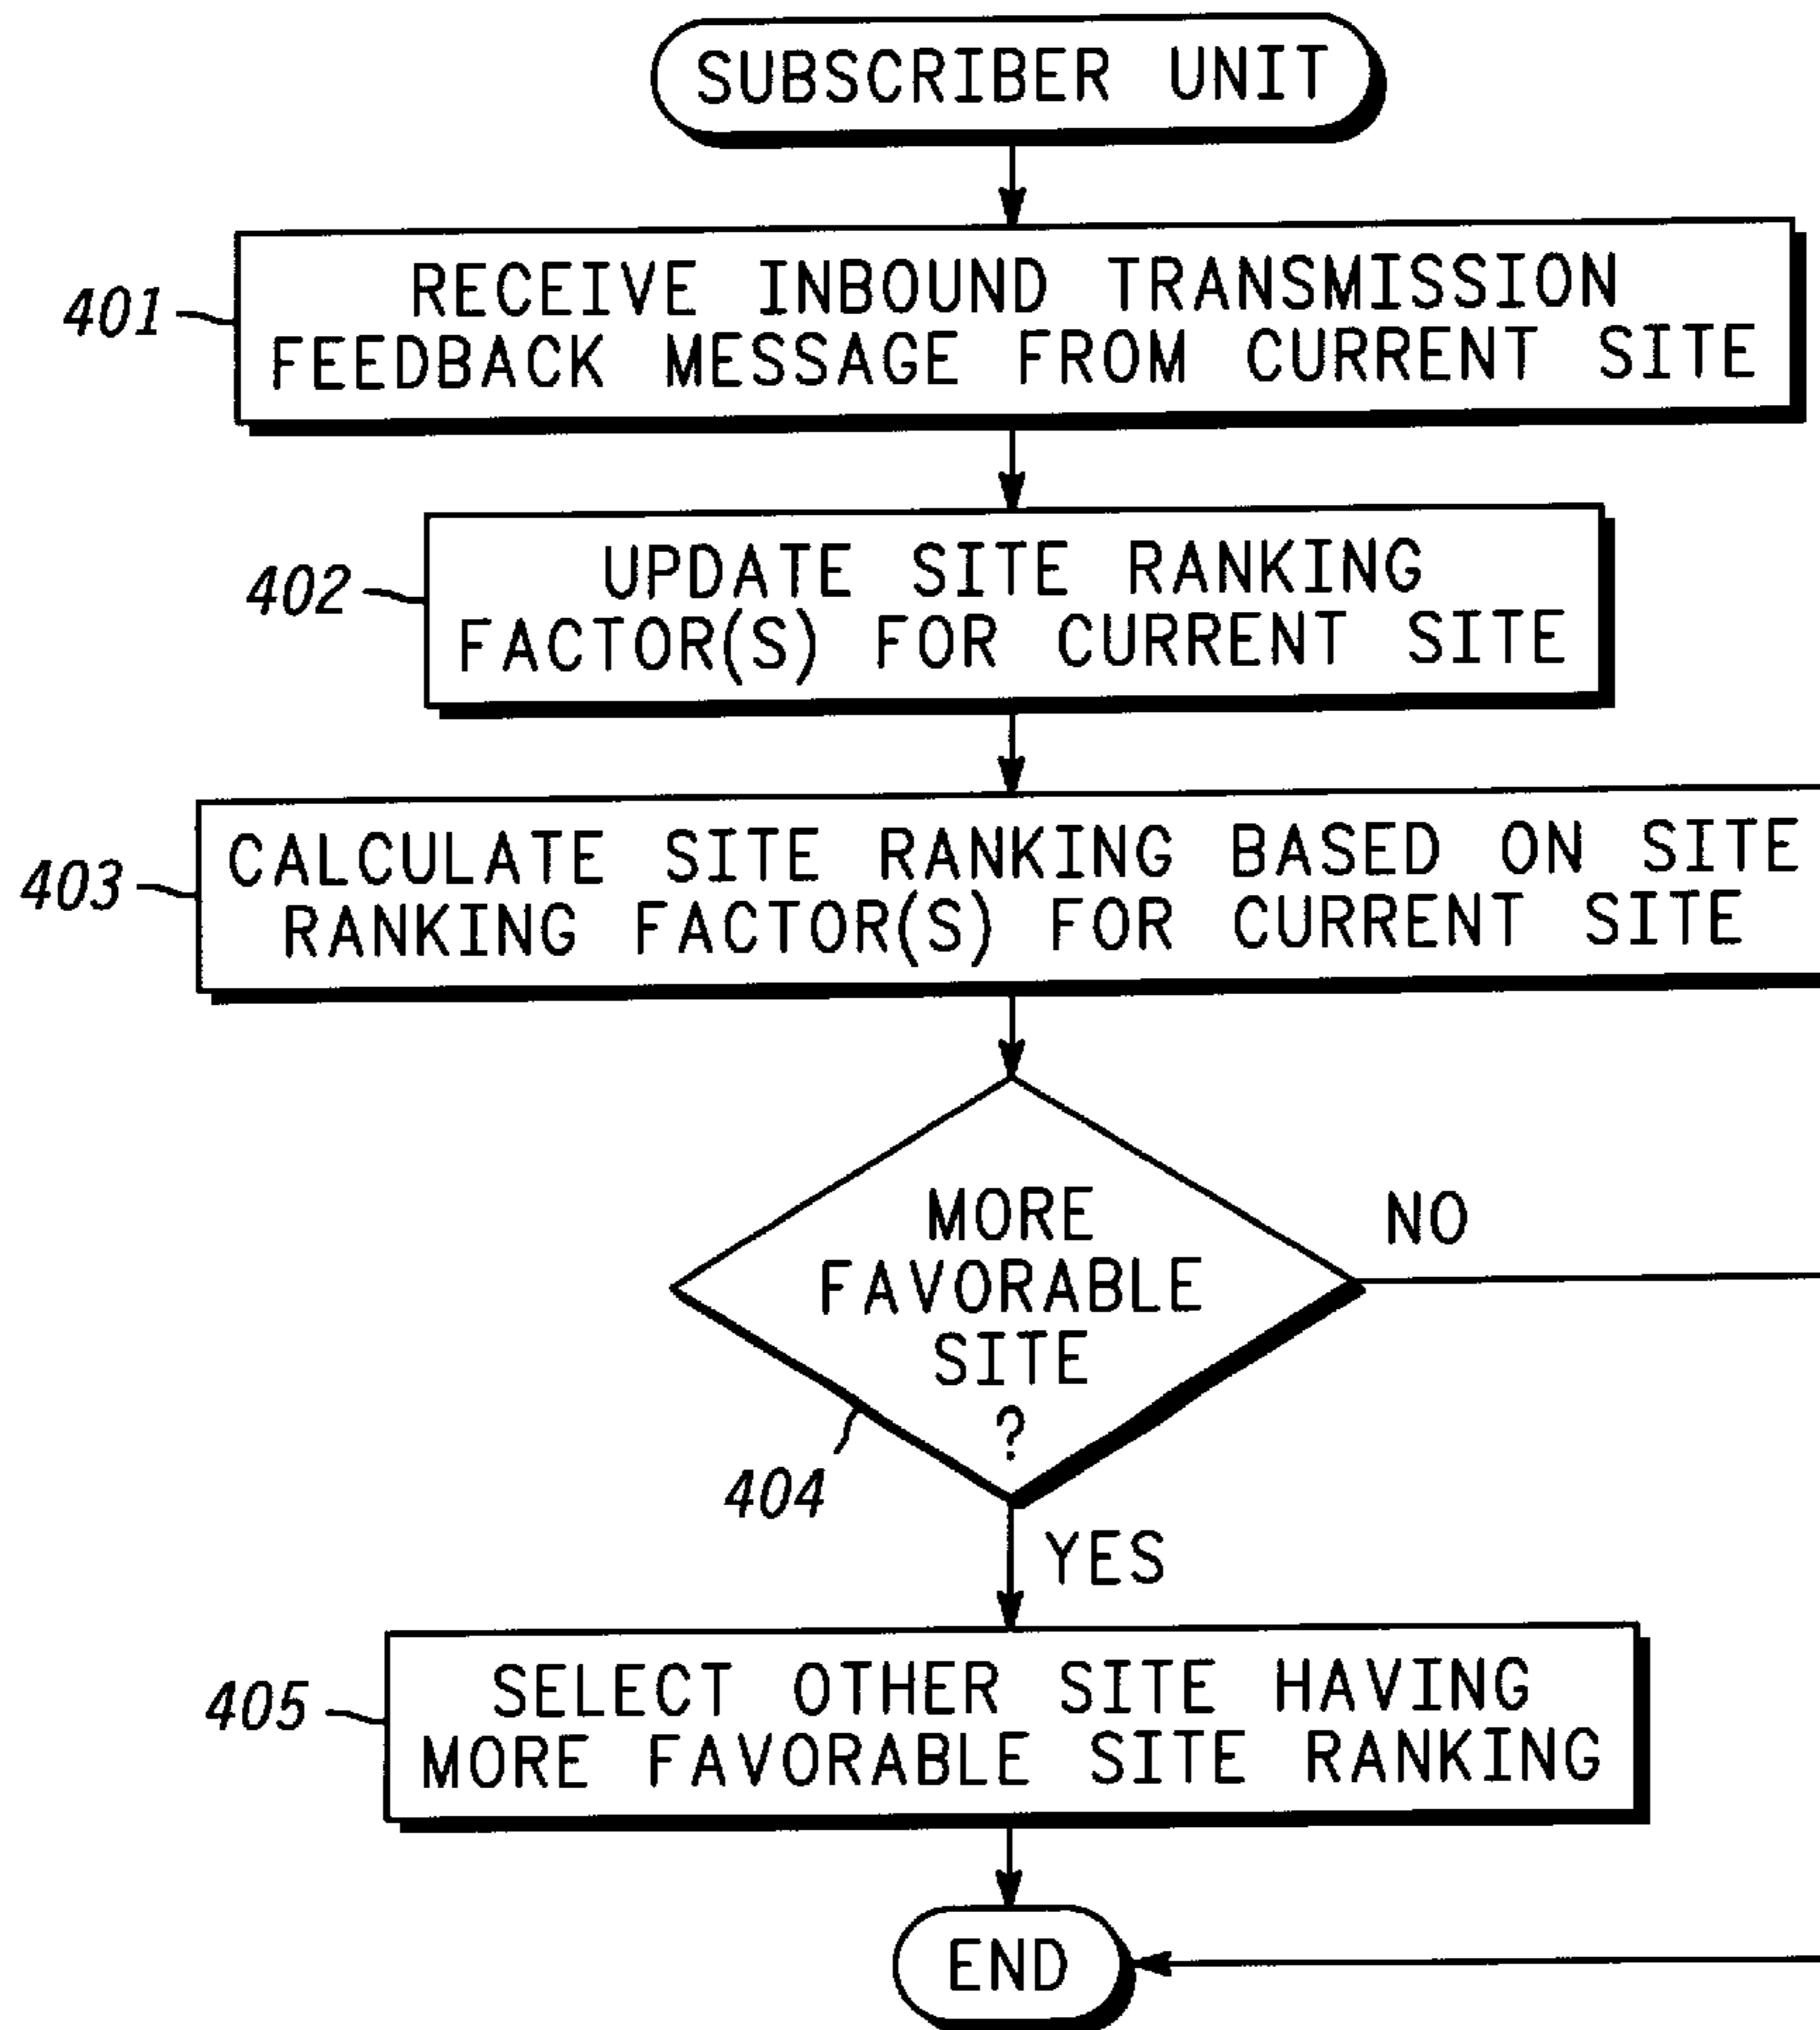 SUBSCRIBER UNIT
401
RECEIVE INBOUND TRANSMISSION
FEEDBACK MESSAGE FROM CURRENT SITE
402
UPDATE SITE RANKING
FACTOR(S) FOR CURRENT SITE
403
CALCULATE SITE RANKING BASED ON SITE
RANKING FACTOR(S) FOR CURRENT SITE
MORE
FAVORABLE
SITE
?
NO
404
YES
405
SELECT OTHER SITE HAVING
MORE FAVORABLE SITE RANKING
END